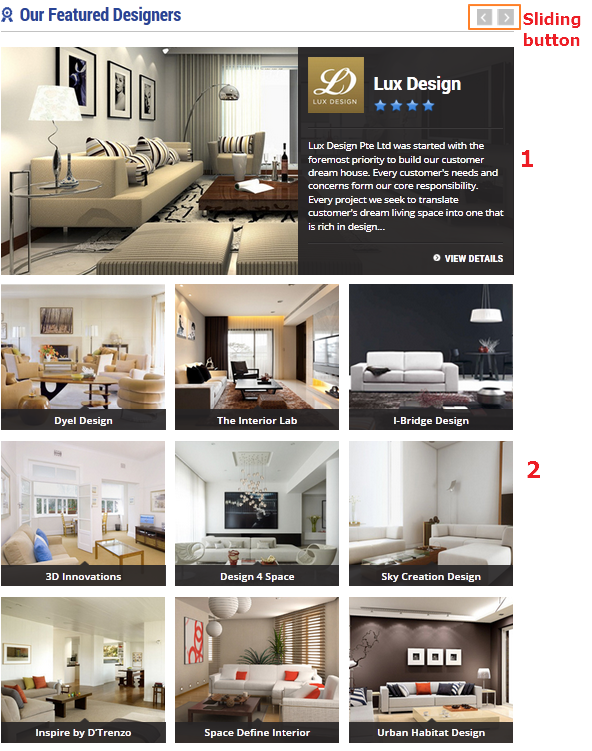 Our Featured Designers
Sliding
button
LD
LUX DESIGN
Lux Design
Lux Design Pte Ltd was started with the
foremost priority to build our customer
dream house. Every customer's needs and
concerns form our core responsibility.
Every project we seek to translate
customer's dream living space into one that
is rich in design...
VIEW DETAILS
1
Dyel Design
The Interior Lab
I-Bridge Design
2
3D Innovations
Design 4 Space
Sky Creation Design
Inspire by D'Trenzo
Space Define Interior
Urban Habitat Design